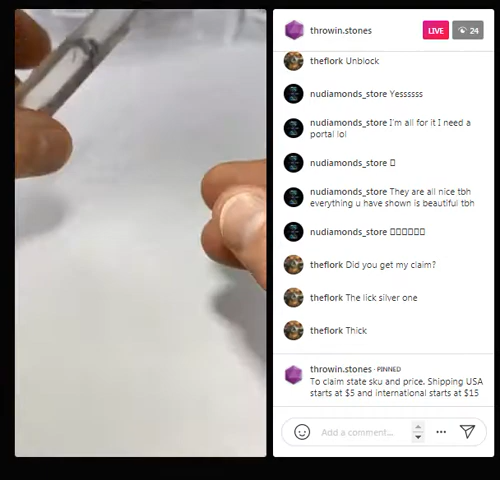 throwin.stones
LIVE
24
theflork Unblock
nudiamonds_store Yessssss
nudiamonds_store I'm all for it I need a
portal lol
nudiamonds_store
nudiamonds_store They are all nice tbh
everything u have shown is beautiful tbh
nudiamonds_store
theflork Did you get my claim?
theflork The lick silver one
theflork Thick
throwin.stones · PINNED
To claim state sku and price. Shipping USA
starts at $5 and international starts at $15
Add a comment...